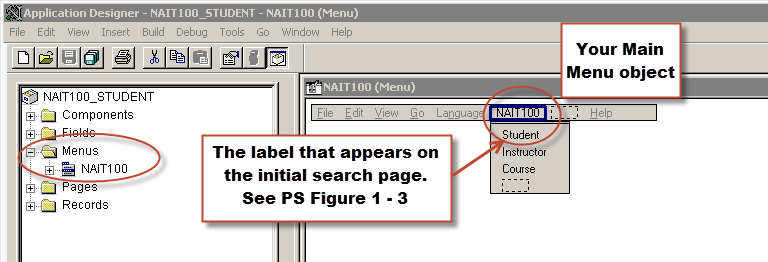 Application Designer - NAIT100_STUDENT - NAIT100 (Menu)
File Edit View Insert Build Debug Tools Go Window Help
Your Main
Menu object
NAIT100_STUDENT
Components
Fields
Menus
NAIT100
Pages
Records
NAIT100 (Menu)
File Edit View Go Language NAIT100 Help
Student
Instructor
Course
The label that appears on
the initial search page.
See PS Figure 1 - 3